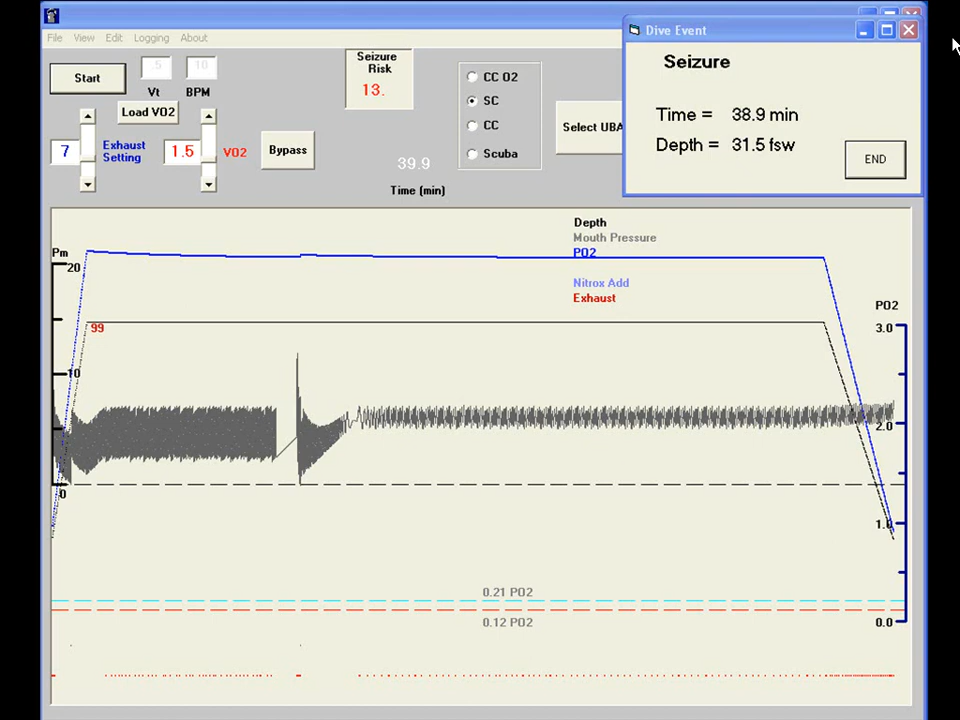 File View Edit Logging About
Dive Event
Seizure
Time = 38.9 min
Depth = 31.5 fsw
END
Start
.5
10
Vt
BPM
Load VO2
7
Exhaust
Setting
1.5
VO2
Bypass
Seizure
Risk
13.
39.9
Time (min)
CC O2
SC
CC
Scuba
Select UBA
Depth
Mouth Pressure
PO2
Nitrox Add
Exhaust
Pm
20
10
0
99
PO2
3.0
2.0
1.0
0.0
0.21 PO2
0.12 PO2